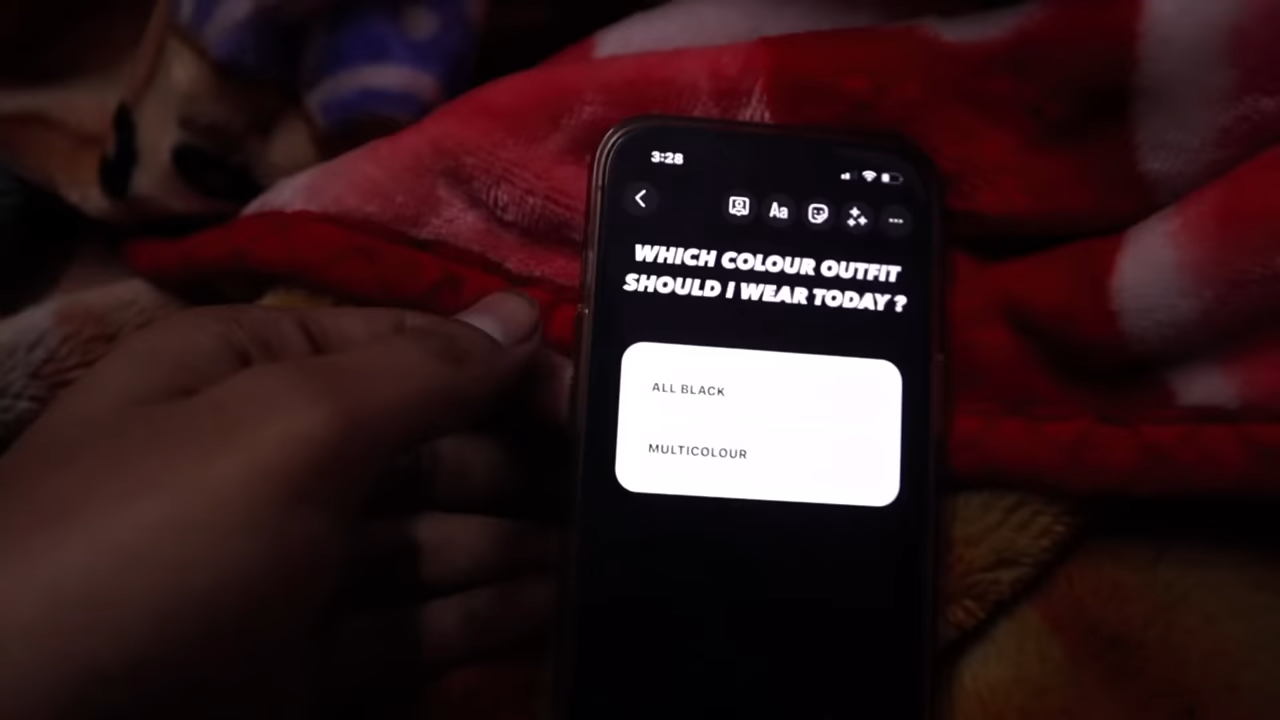 3:28
Aa
WHICH COLOUR OUTFIT
SHOULD I WEAR TODAY ?
ALL BLACK
MULTICOLOUR